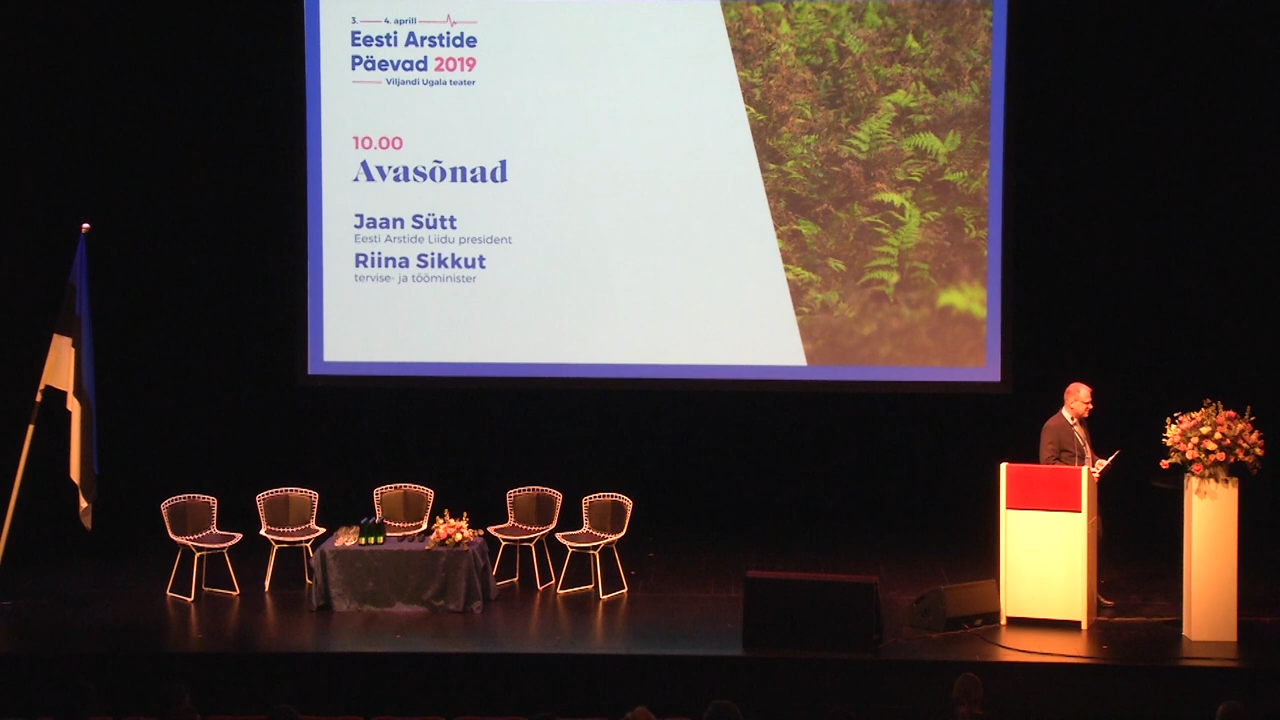 3. 4. aprill
Eesti Arstide
Päevad 2019
Viljandi Ugala teater
10.00
Avasõnad
Jaan Sütt
Eesti Arstide Liidu president
Riina Sikkut
tervise- ja tööminister